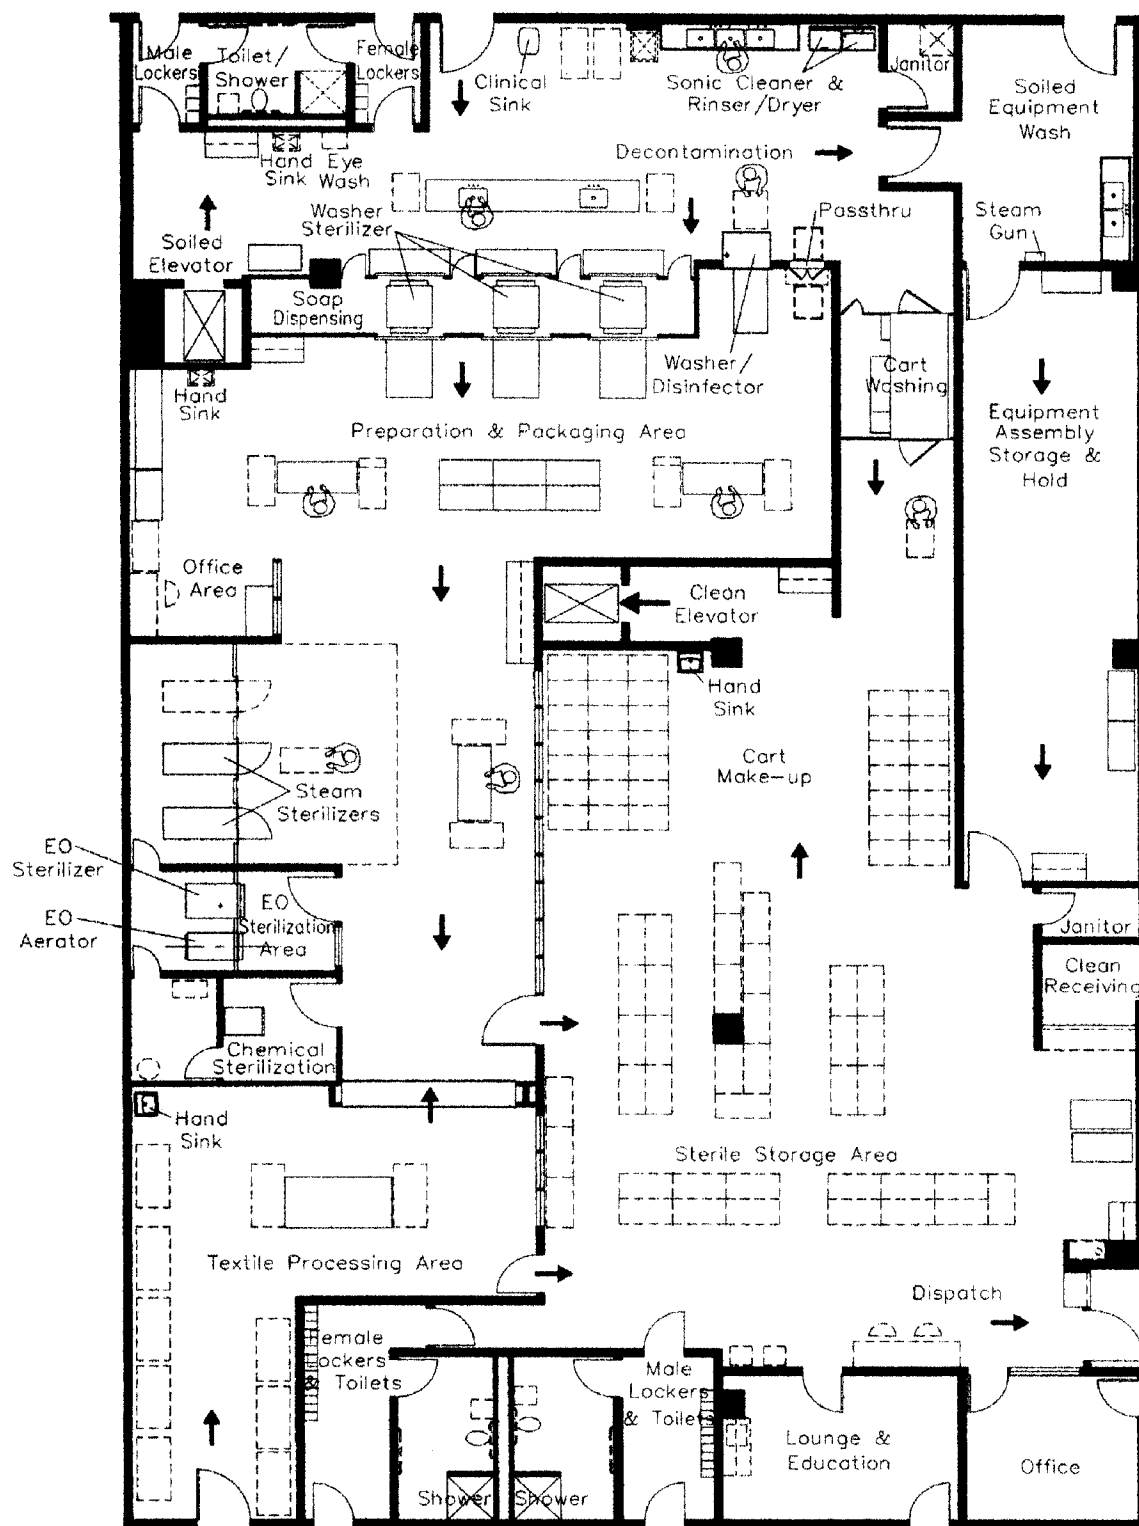 Male
Lockers
Toilet/
Shower
Female
Lockers
Clinical
Sink
Sonic Cleaner &
Rinser/Dryer
Janitor
Soiled
Equipment
Wash
Hand
Sink
Eye
Wash
Decontamination
Washer
Sterilizer
Passthru
Steam
Gun
Soiled
Elevator
Soap
Dispensing
Hand
Sink
Washer/
Disinfector
Cart
Washing
Preparation & Packaging Area
Equipment
Assembly
Storage &
Hold
Office
Area
Clean
Elevator
Hand
Sink
Cart
Make-up
Steam
Sterilizers
EO
Sterilizer
EO
Aerator
EO
Sterilization
Area
Janitor
Clean
Receiving
Chemical
Sterilization
Hand
Sink
Sterile Storage Area
Textile Processing Area
Dispatch
Female
Lockers
& Toilets
Male
Lockers
& Toilets
Lounge &
Education
Office
Shower
Shower